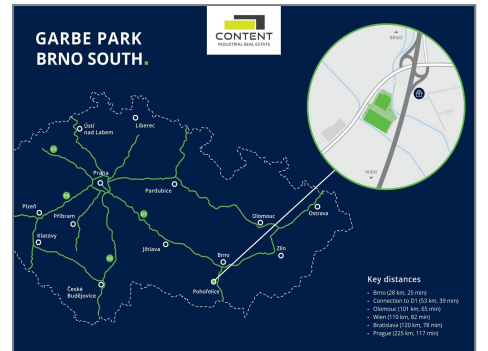 GARBE PARK
BRNO SOUTH.
CONTENT
INDUSTRIAL REAL ESTATE
BRNO
WIEN
Ústí
nad Labem
Liberec
Praha
Pardubice
Plzeň
Příbram
Klatovy
Jihlava
Olomouc
Ostrava
Brno
Zlín
České
Budějovice
Pohořelice
D1
Key distances
• Brno (28 km, 25 min)
• Connection to D1 (53 km, 39 min)
• Olomouc (101 km, 65 min)
• Wien (110 km, 82 min)
• Bratislava (120 km, 78 min)
• Prague (225 km, 117 min)